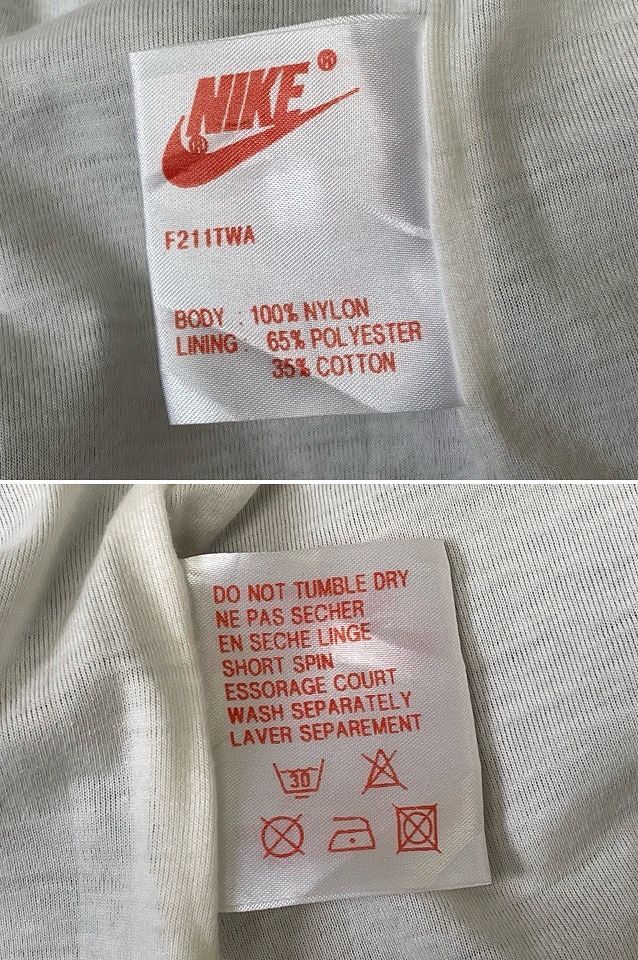 NIKE®
®
F211TWA
BODY : 100% NYLON
LINING : 65% POLYESTER
35% COTTON
DO NOT TUMBLE DRY
NE PAS SECHER
EN SECHE LINGE
SHORT SPIN
ESSORAGE COURT
WASH SEPARATELY
LAVER SEPAREMENT
30